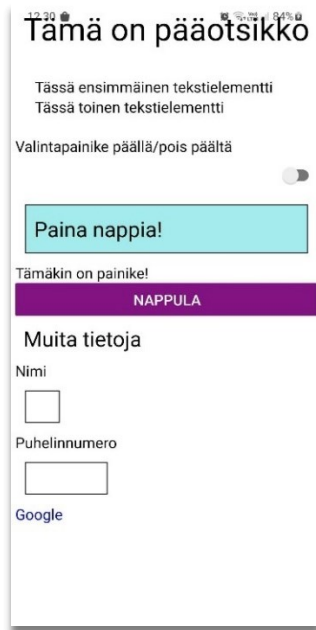 12.30 84%
Tämä on pääotsikko
Tässä ensimmäinen tekstielementti
Tässä toinen tekstielementti
Valintapainike päällä/pois päältä
Paina nappia!
Tämäkin on painike!
NAPPULA
Muita tietoja
Nimi
Puhelinnumero
Google